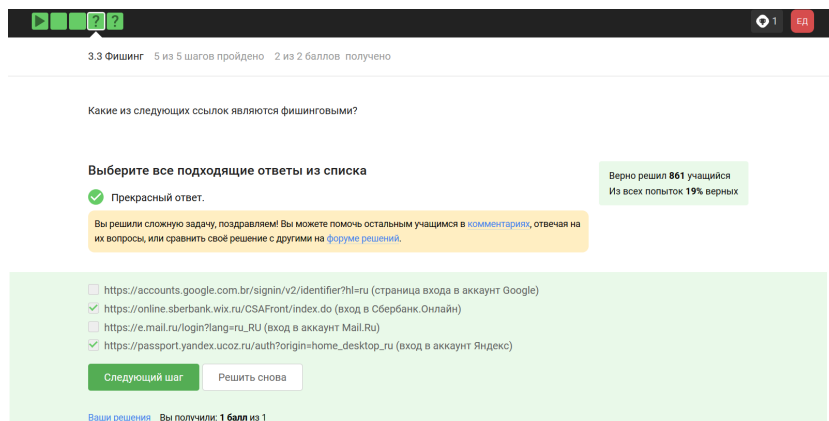 ? ?
1 ЕД
3.3 Фишинг 5 из 5 шагов пройдено 2 из 2 баллов получено
Какие из следующих ссылок являются фишинговыми?
Выберите все подходящие ответы из списка
Верно решил 861 учащийся
Из всех попыток 19% верных
Прекрасный ответ.
Вы решили сложную задачу, поздравляем! Вы можете помочь остальным учащимся в комментариях, отвечая на
их вопросы, или сравнить своё решение с другими на форуме решений.
https://accounts.google.com.br/signin/v2/identifier?hl=ru (страница входа в аккаунт Google)
https://online.sberbank.wix.ru/CSAFront/index.do (вход в Сбербанк.Онлайн)
https://e.mail.ru/login?lang=ru_RU (вход в аккаунт Mail.Ru)
https://passport.yandex.ucoz.ru/auth?origin=home_desktop_ru (вход в аккаунт Яндекс)
Следующий шаг Решить снова
Ваши решения Вы получили: 1 балл из 1